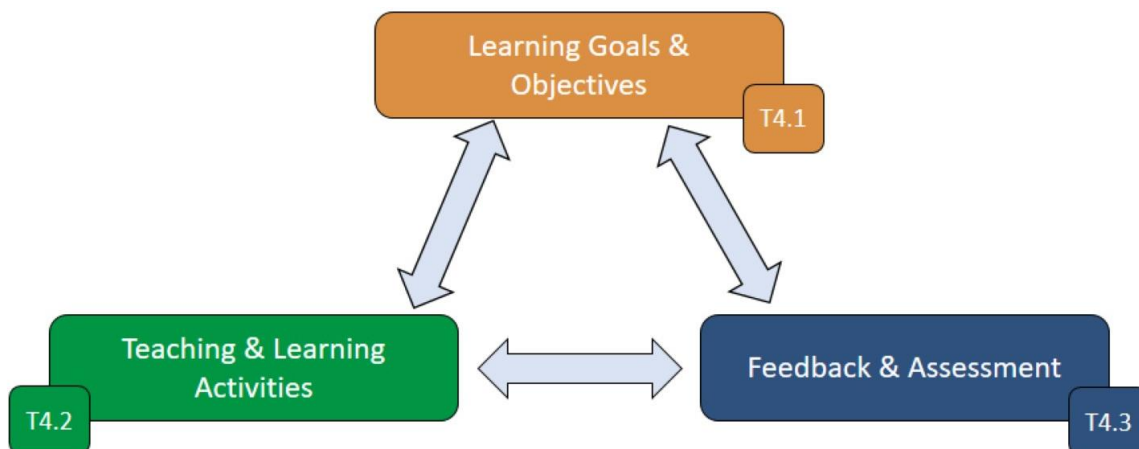 Learning Goals &
Objectives
T4.1
Teaching & Learning
Activities
T4.2
Feedback & Assessment
T4.3